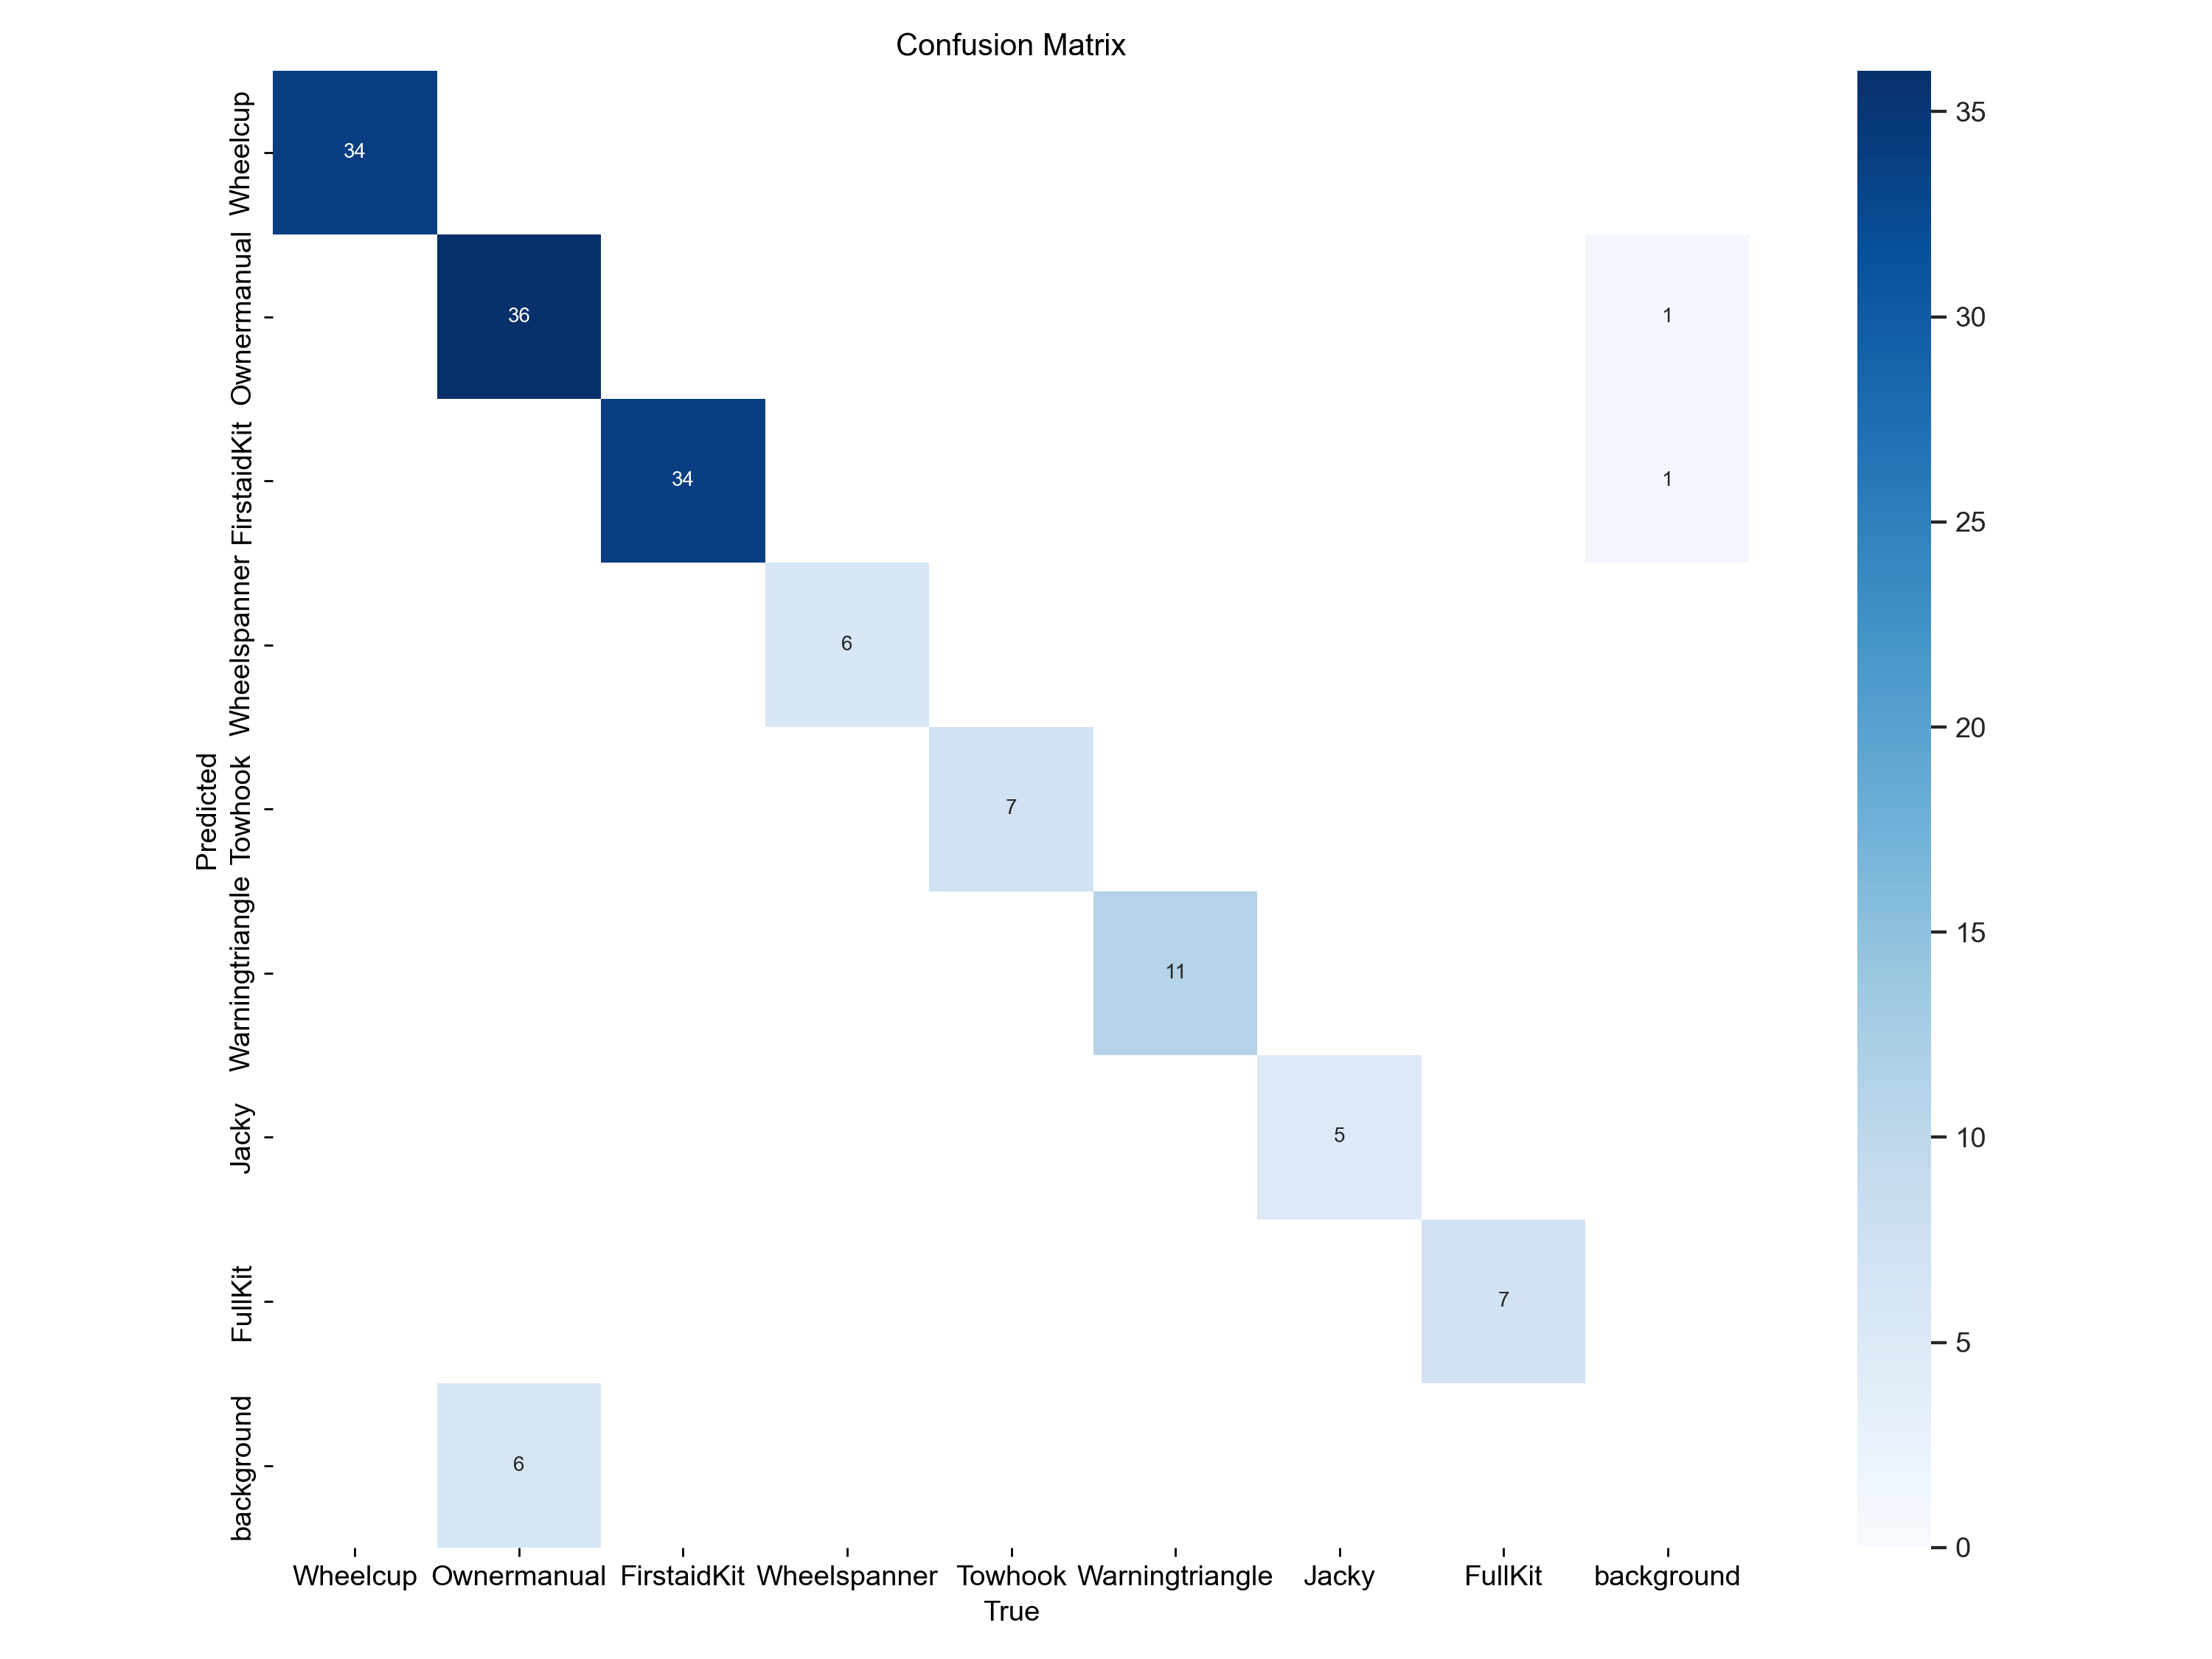 Confusion Matrix
Wheelcup
Ownermanual
FirstaidKit
Wheelspanner
Towhook
Warningtriangle
Jacky
FullKit
background
Predicted
34
36
1
34
1
6
7
11
5
7
6
Wheelcup Ownermanual FirstaidKit Wheelspanner Towhook Warningtriangle Jacky FullKit background
True
35
30
25
20
15
10
5
0